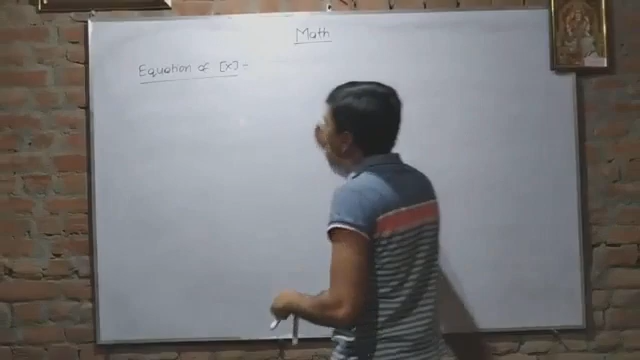 Math
Equation of [x] -